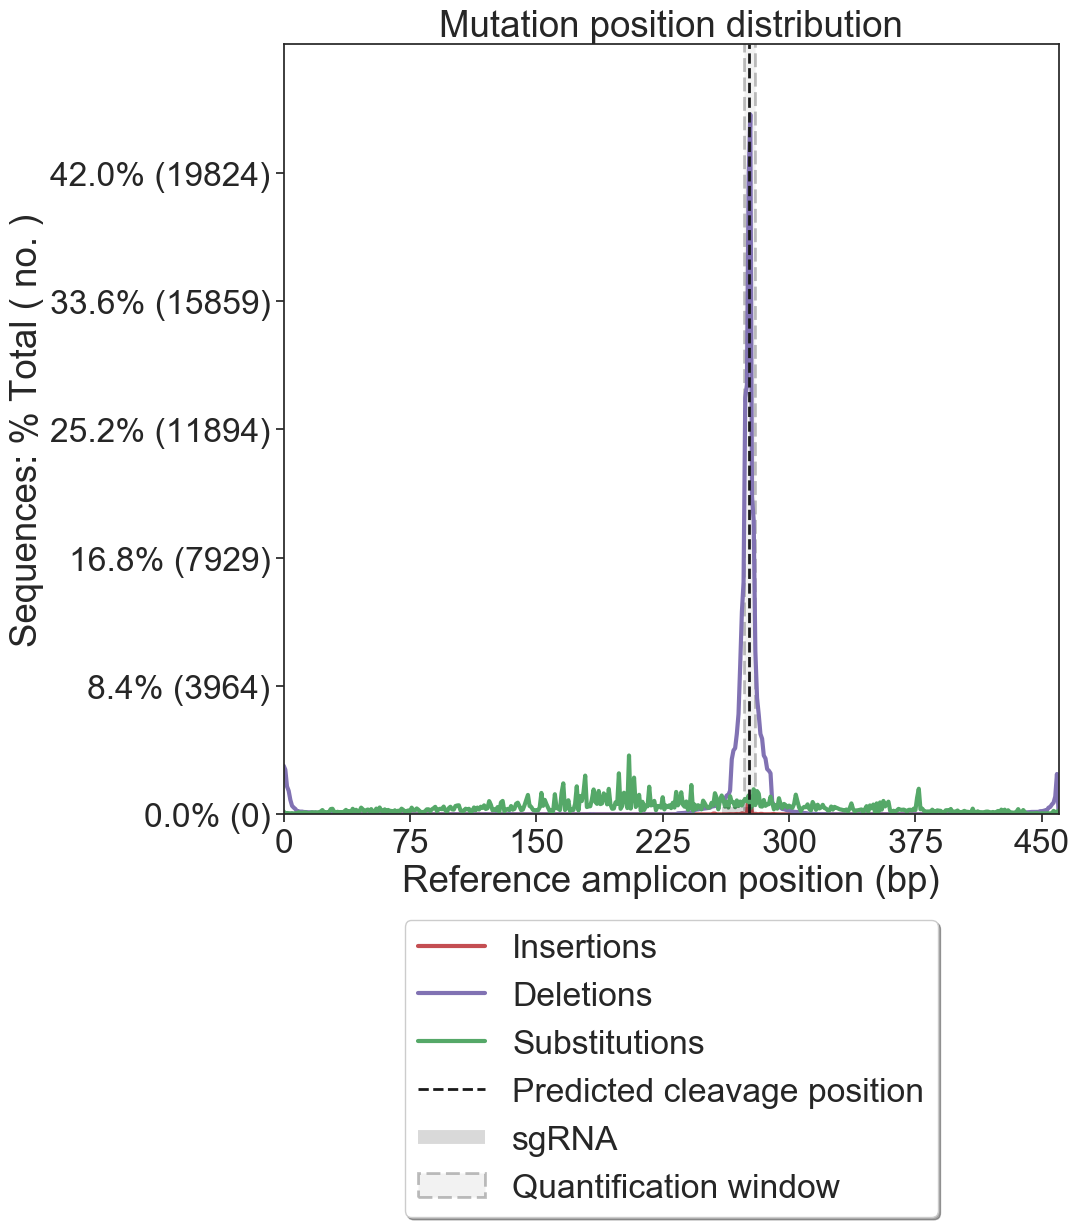 Mutation position distribution
Sequences: % Total ( no. )
42.0% (19824)
33.6% (15859)
25.2% (11894)
16.8% (7929)
8.4% (3964)
0.0% (0)
0 75 150 225 300 375 450
Reference amplicon position (bp)
Insertions
Deletions
Substitutions
Predicted cleavage position
sgRNA
Quantification window